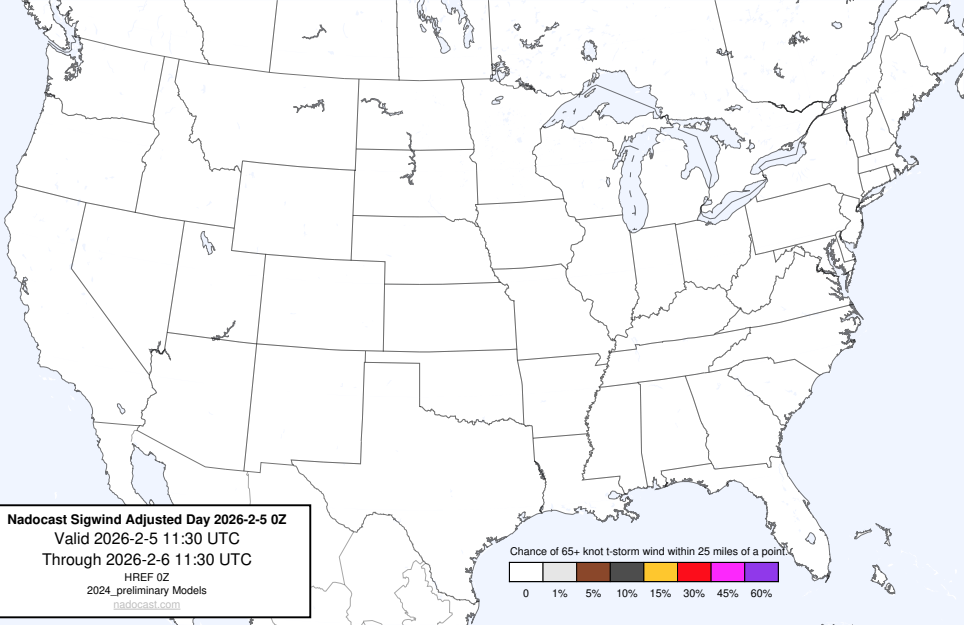 Nadocast Sigwind Adjusted Day 2026-2-5 0Z
Valid 2026-2-5 11:30 UTC
Through 2026-2-6 11:30 UTC
HREF 0Z
2024_preliminary Models
nadocast.com
Chance of 65+ knot t-storm wind within 25 miles of a point.
0 1% 5% 10% 15% 30% 45% 60%